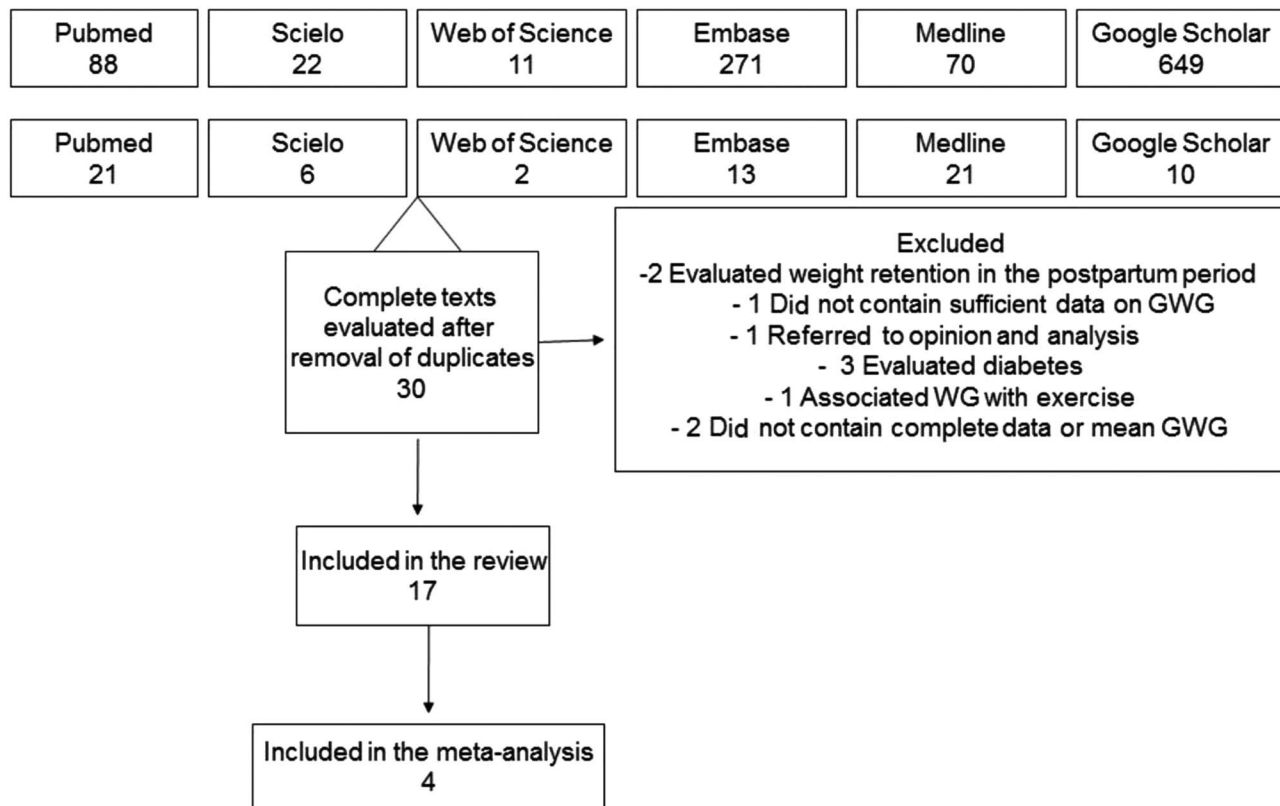 Pubmed
88
Scielo
22
Web of Science
11
Embase
271
Medline
70
Google Scholar
649
Pubmed
21
Scielo
6
Web of Science
2
Embase
13
Medline
21
Google Scholar
10
Complete texts
evaluated after
removal of duplicates
30
Excluded
-2 Evaluated weight retention in the postpartum period
- 1 Did not contain sufficient data on GWG
- 1 Referred to opinion and analysis
- 3 Evaluated diabetes
- 1 Associated WG with exercise
- 2 Did not contain complete data or mean GWG
Included in the review
17
Included in the meta-analysis
4